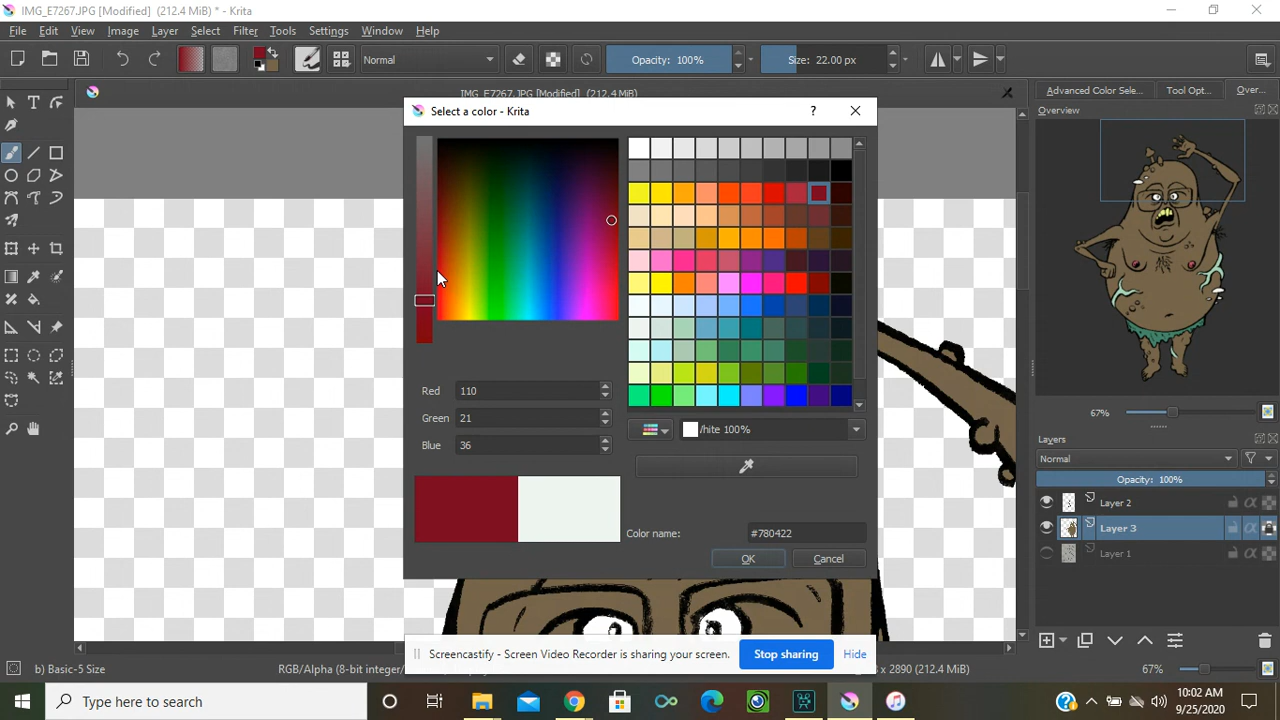 IMG_E7267.JPG [Modified] (212.4 MiB) * - Krita
File Edit View Image Layer Select Filter Tools Settings Window Help
Normal
Opacity: 100%
Size: 22.00 px
IMG_E7267.JPG [Modified] (212.4 MiB)
Advanced Color Sele... Tool Opt... Over...
Select a color - Krita
?
Overview
Red 110
Green 21
Blue 36
/hite 100%
Color name: #780422
OK Cancel
67%
Layers
Normal
Opacity: 100%
Layer 2
Layer 3
Layer 1
Screencastify - Screen Video Recorder is sharing your screen. Stop sharing Hide
b) Basic-5 Size RGB/Alpha (8-bit integer/ 8 x 2890 (212.4 MiB) 67%
Type here to search
10:02 AM
9/25/2020